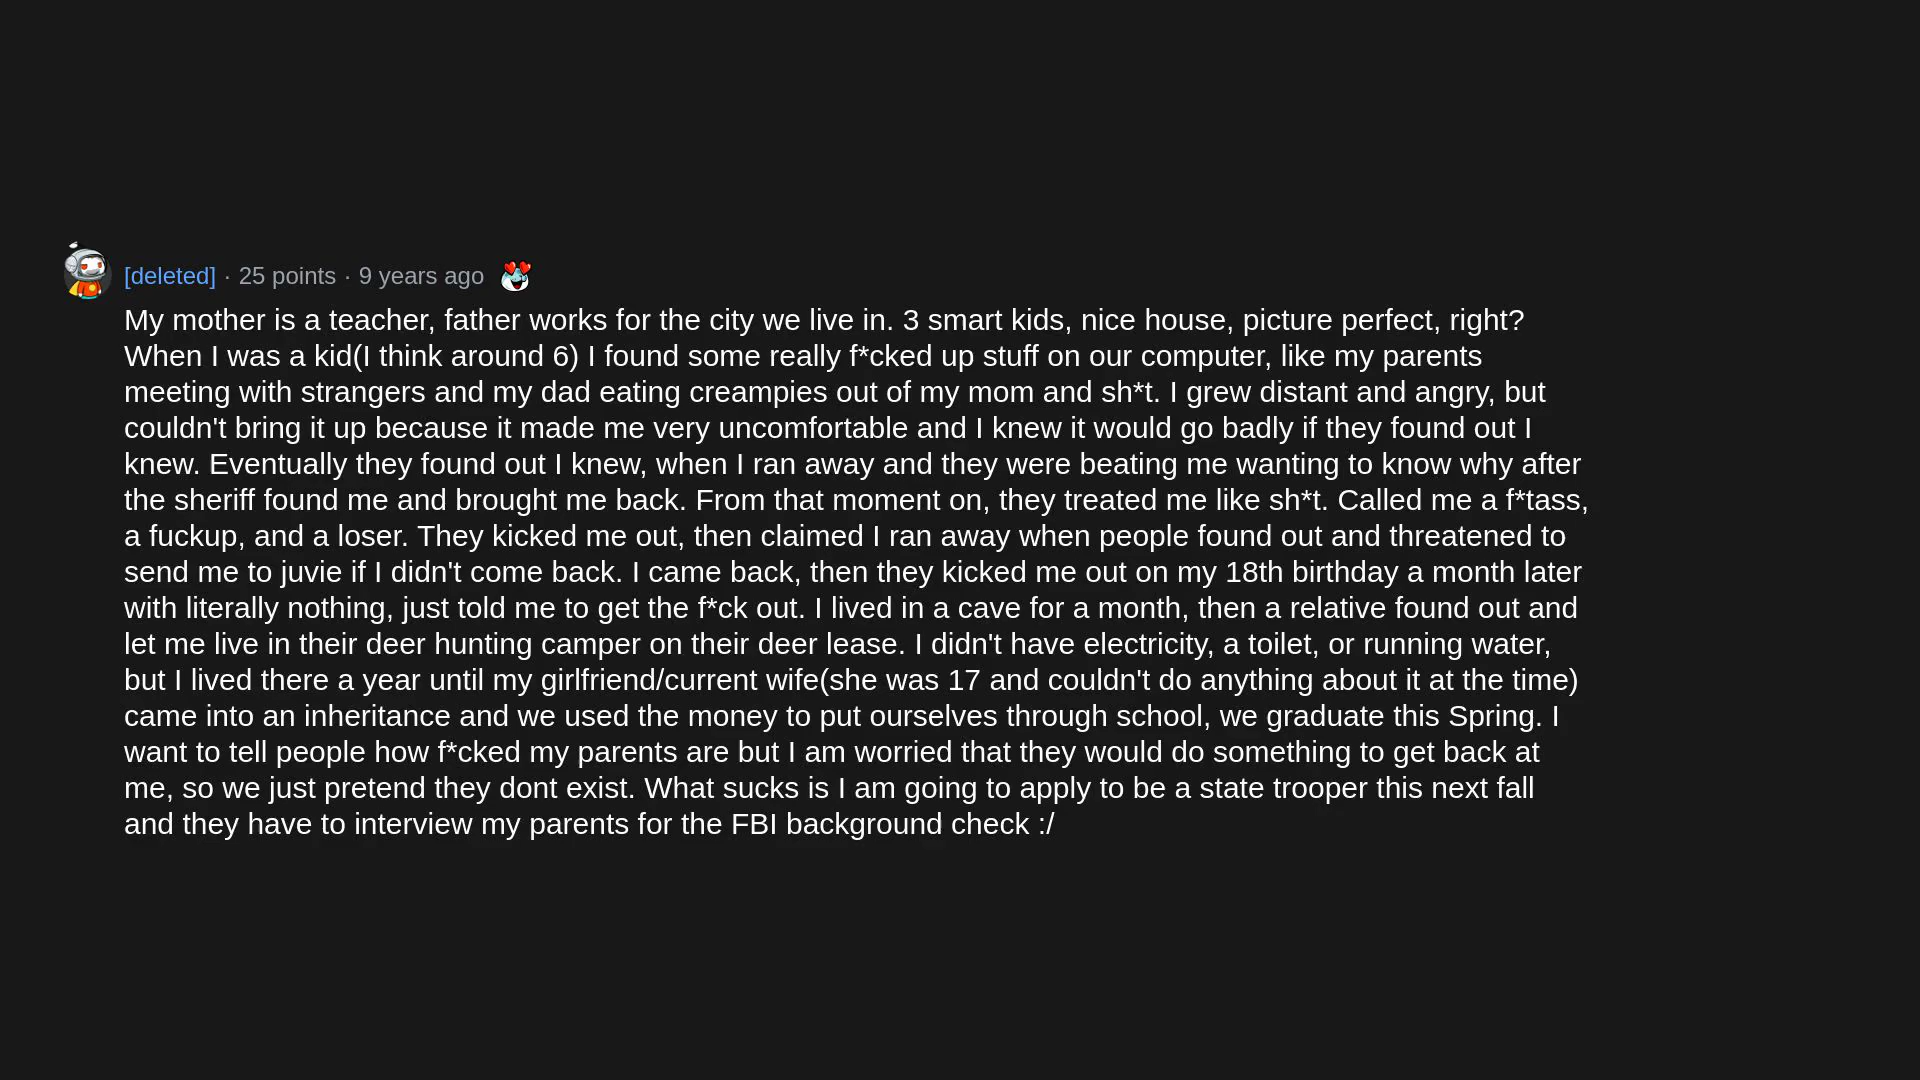 [deleted] · 25 points · 9 years ago
My mother is a teacher, father works for the city we live in. 3 smart kids, nice house, picture perfect, right?
When I was a kid(I think around 6) I found some really f*cked up stuff on our computer, like my parents
meeting with strangers and my dad eating creampies out of my mom and sh*t. I grew distant and angry, but
couldn't bring it up because it made me very uncomfortable and I knew it would go badly if they found out I
knew. Eventually they found out I knew, when I ran away and they were beating me wanting to know why after
the sheriff found me and brought me back. From that moment on, they treated me like sh*t. Called me a f*tass,
a fuckup, and a loser. They kicked me out, then claimed I ran away when people found out and threatened to
send me to juvie if I didn't come back. I came back, then they kicked me out on my 18th birthday a month later
with literally nothing, just told me to get the f*ck out. I lived in a cave for a month, then a relative found out and
let me live in their deer hunting camper on their deer lease. I didn't have electricity, a toilet, or running water,
but I lived there a year until my girlfriend/current wife(she was 17 and couldn't do anything about it at the time)
came into an inheritance and we used the money to put ourselves through school, we graduate this Spring. I
want to tell people how f*cked my parents are but I am worried that they would do something to get back at
me, so we just pretend they dont exist. What sucks is I am going to apply to be a state trooper this next fall
and they have to interview my parents for the FBI background check :/